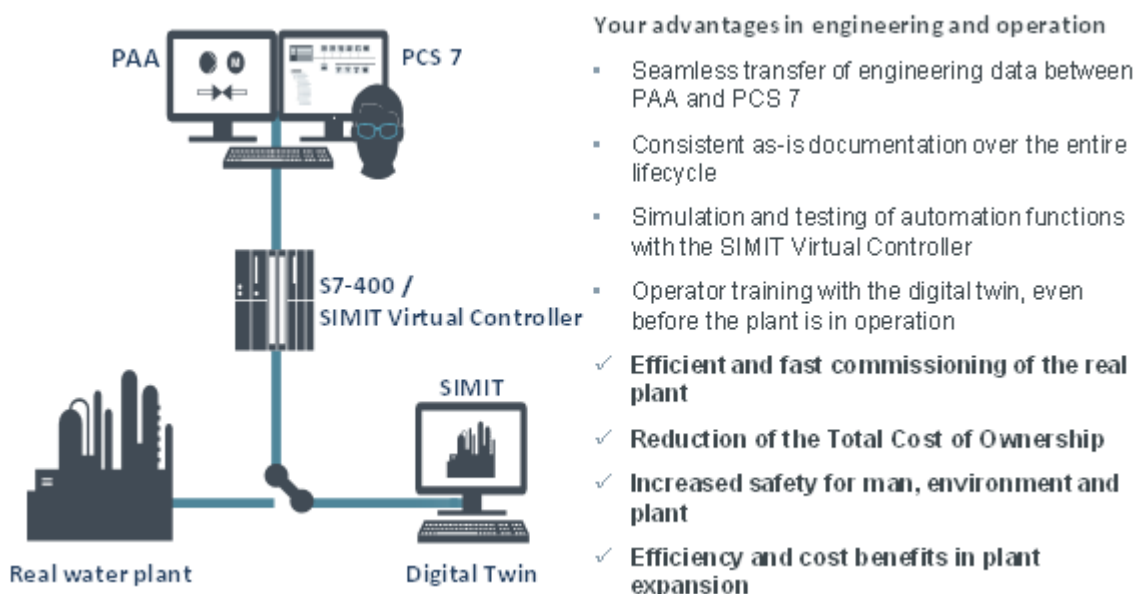 PAA
PCS 7
S7-400 /
SIMIT Virtual Controller
SIMIT
Real water plant
Digital Twin
Your advantages in engineering and operation
Seamless transfer of engineering data between
PAA and PCS 7
Consistent as-is documentation over the entire
lifecycle
Simulation and testing of automation functions
with the SIMIT Virtual Controller
Operator training with the digital twin, even
before the plant is in operation
Efficient and fast commissioning of the real
plant
Reduction of the Total Cost of Ownership
Increased safety for man, environment and
plant
Efficiency and cost benefits in plant
expansion